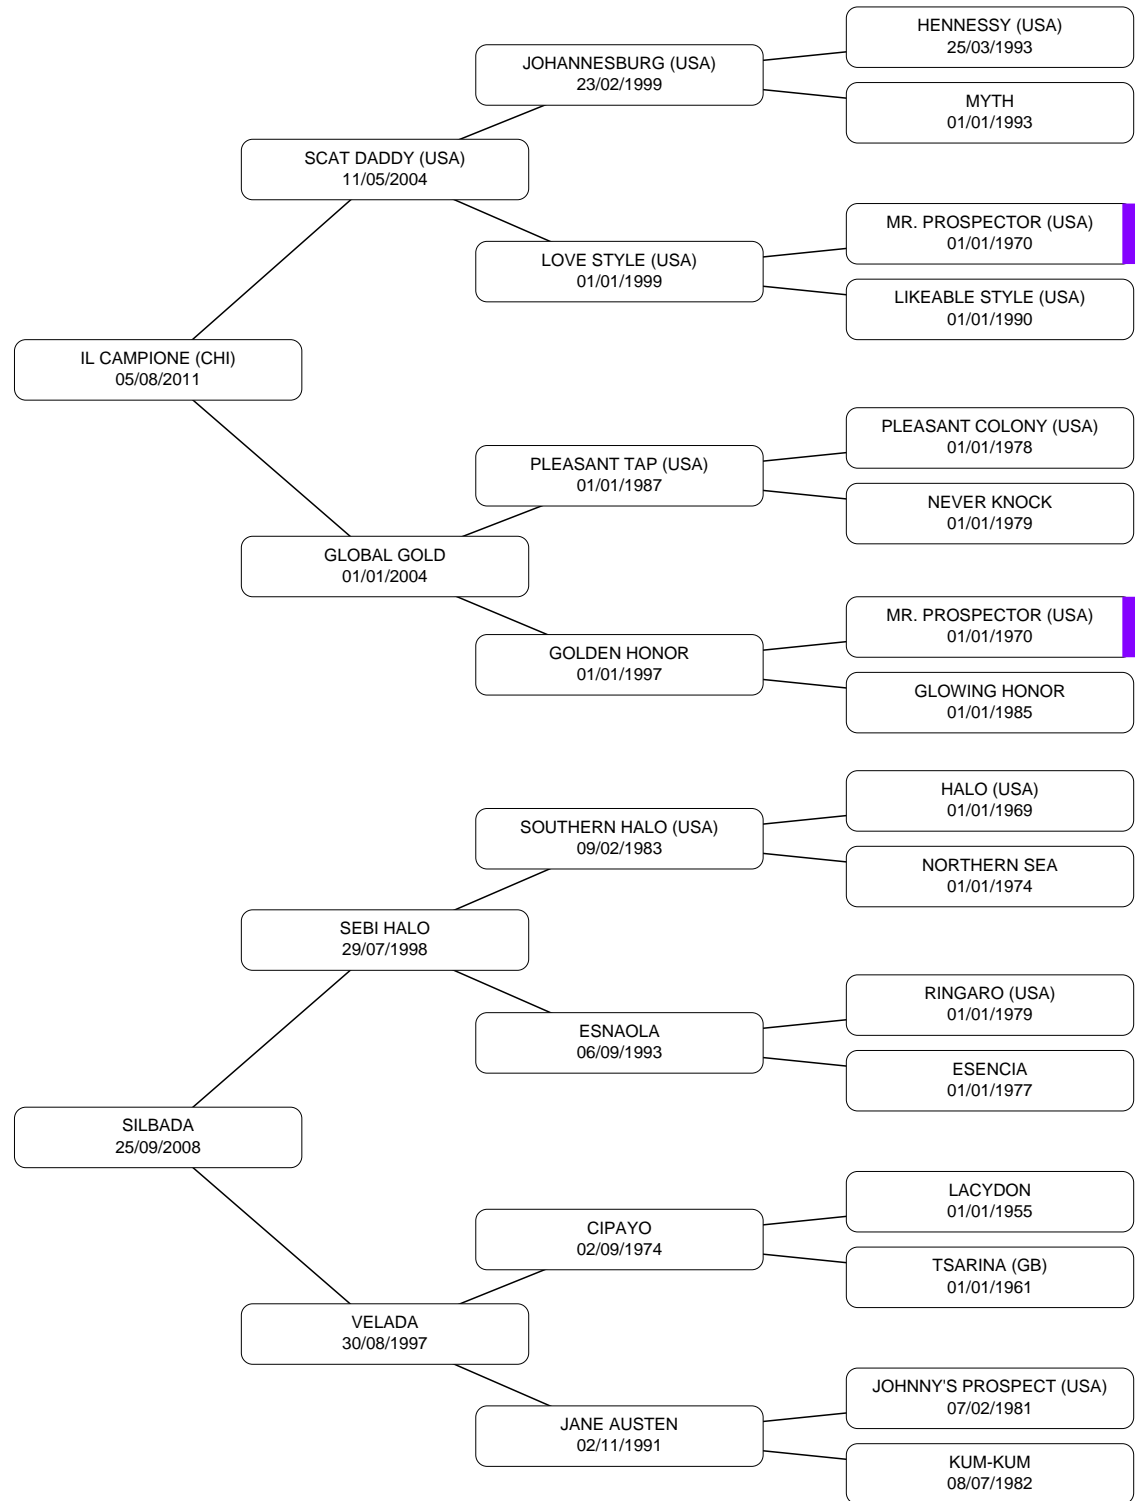 HENNESSY (USA)
25/03/1993
JOHANNESBURG (USA)
23/02/1999
MYTH
01/01/1993
SCAT DADDY (USA)
11/05/2004
MR. PROSPECTOR (USA)
01/01/1970
LOVE STYLE (USA)
01/01/1999
LIKEABLE STYLE (USA)
01/01/1990
IL CAMPIONE (CHI)
05/08/2011
PLEASANT COLONY (USA)
01/01/1978
PLEASANT TAP (USA)
01/01/1987
NEVER KNOCK
01/01/1979
GLOBAL GOLD
01/01/2004
MR. PROSPECTOR (USA)
01/01/1970
GOLDEN HONOR
01/01/1997
GLOWING HONOR
01/01/1985
HALO (USA)
01/01/1969
SOUTHERN HALO (USA)
09/02/1983
NORTHERN SEA
01/01/1974
SEBI HALO
29/07/1998
RINGARO (USA)
01/01/1979
ESNAOLA
06/09/1993
ESENCIA
01/01/1977
SILBADA
25/09/2008
LACYDON
01/01/1955
CIPAYO
02/09/1974
TSARINA (GB)
01/01/1961
VELADA
30/08/1997
JOHNNY'S PROSPECT (USA)
07/02/1981
JANE AUSTEN
02/11/1991
KUM-KUM
08/07/1982